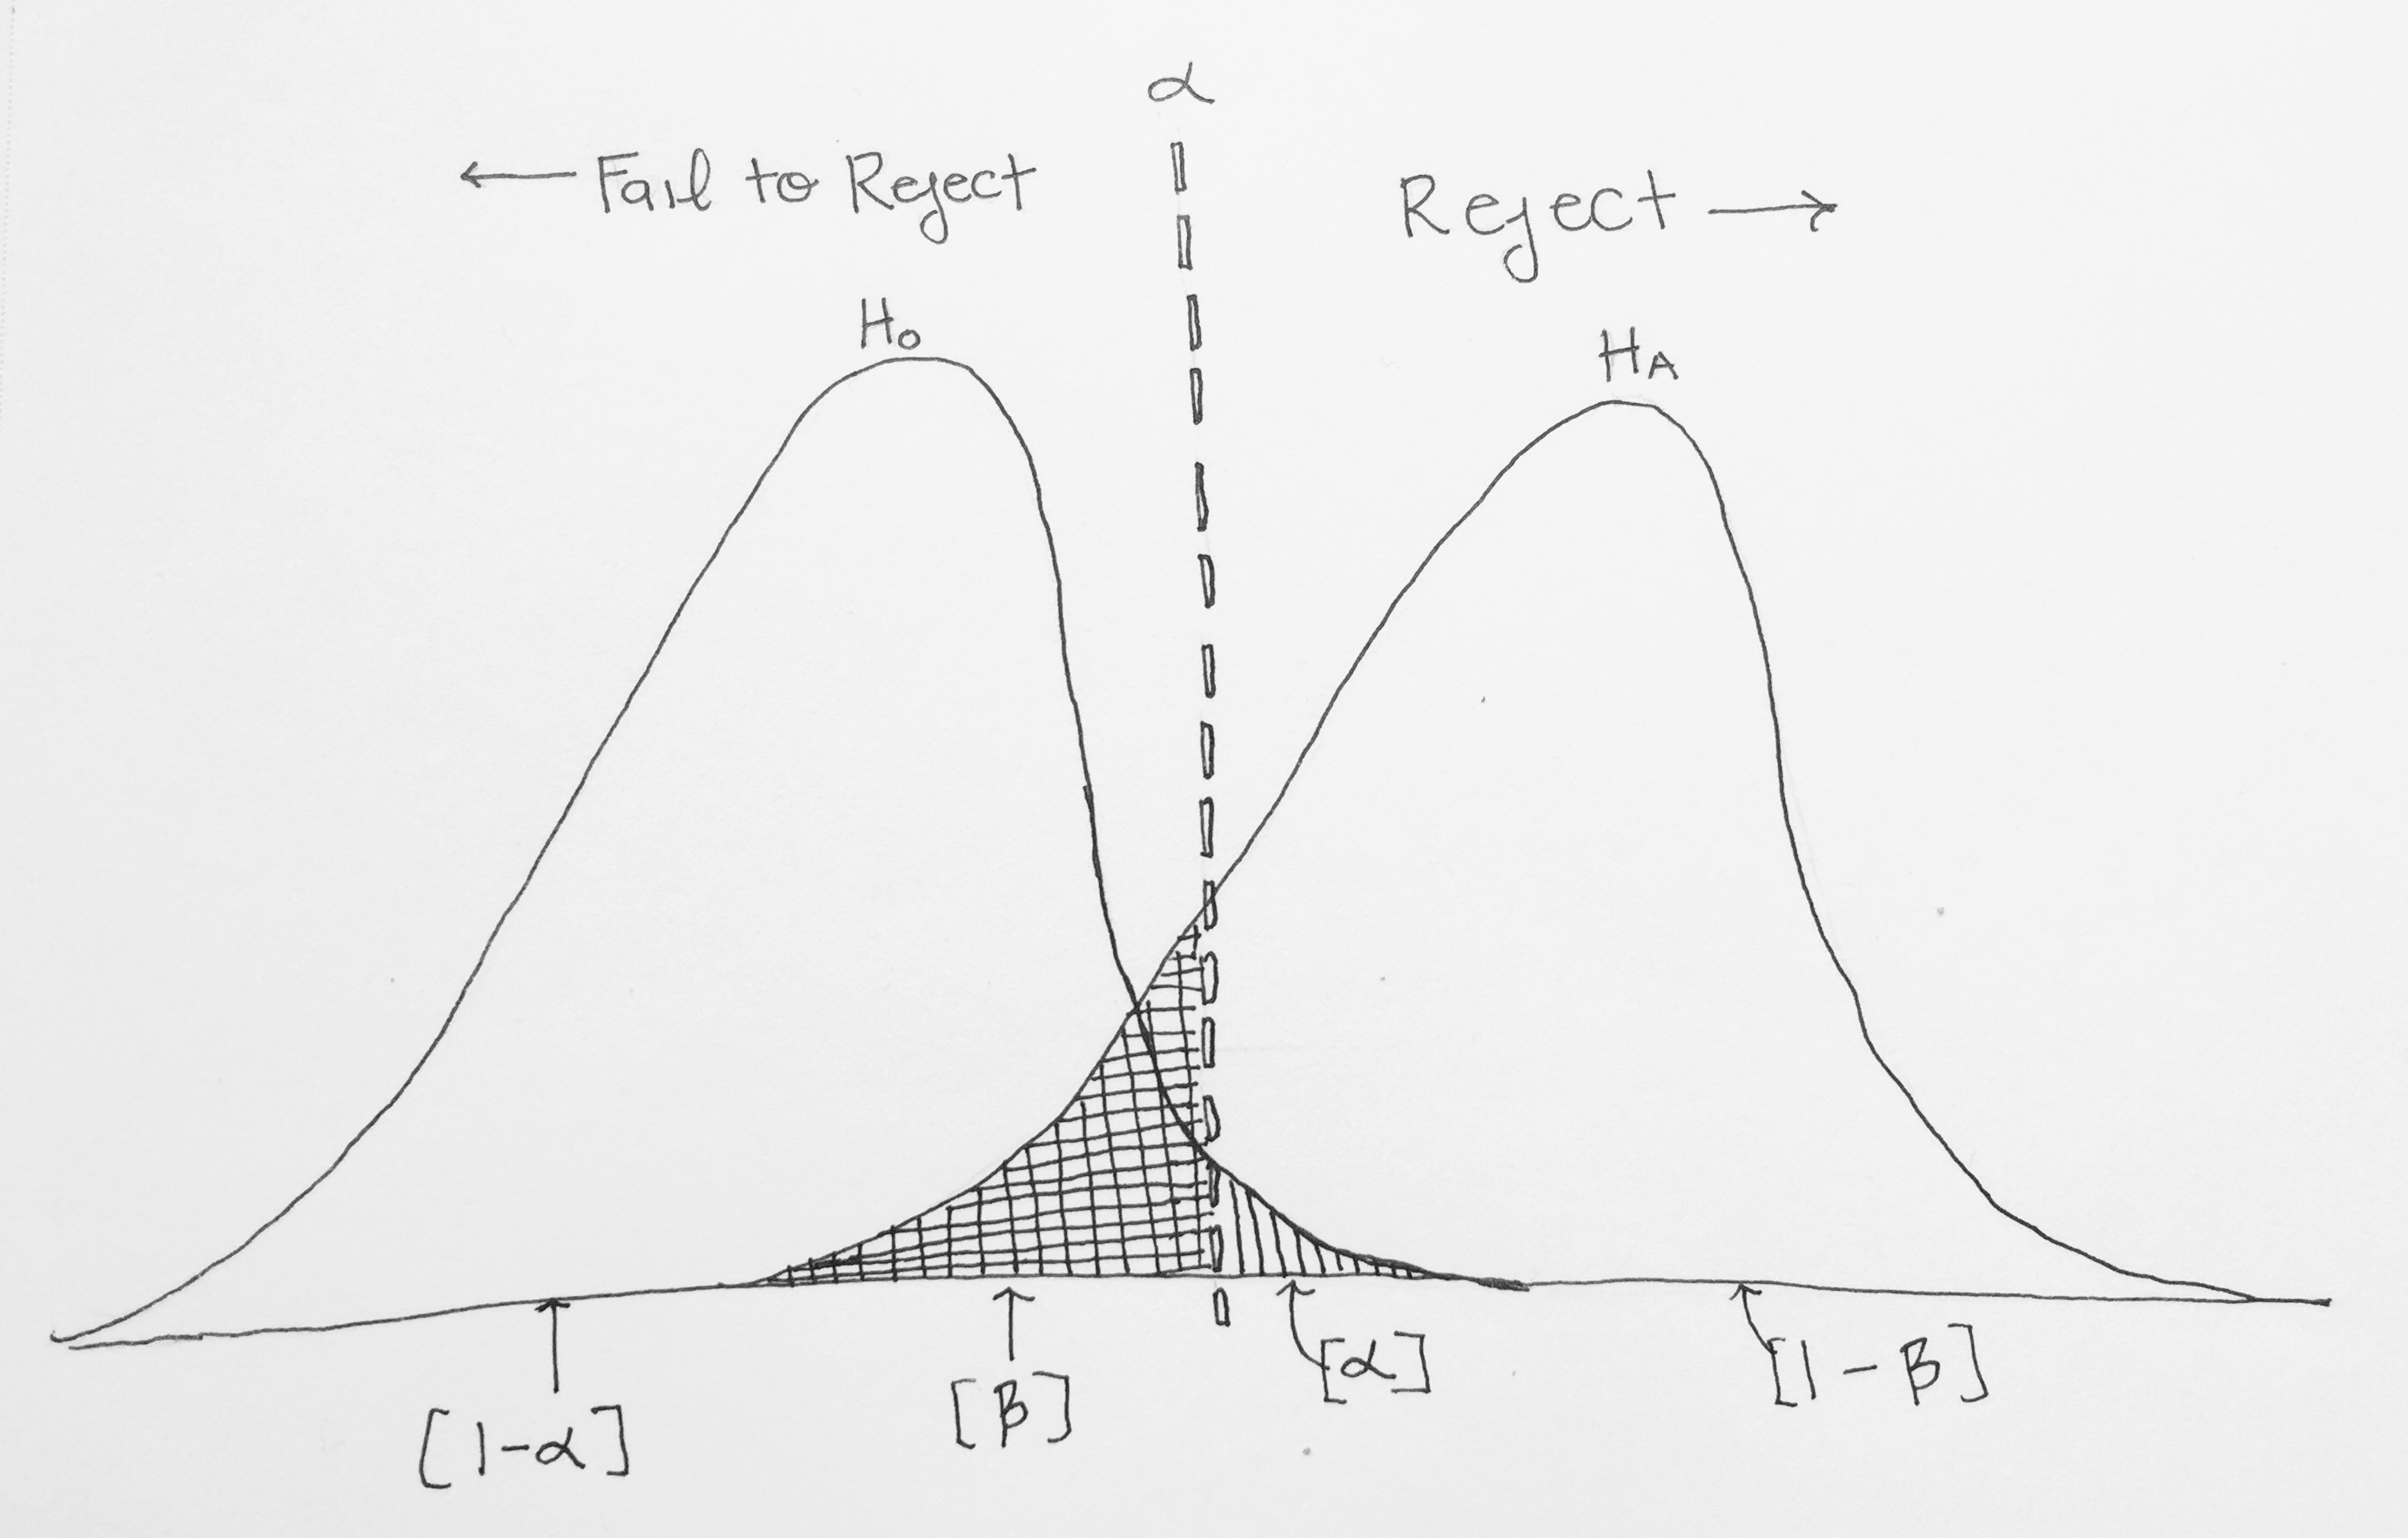 α
← Fail to Reject
Reject →
H₀
H_A
[1-α]
[β]
[α]
[1-β]